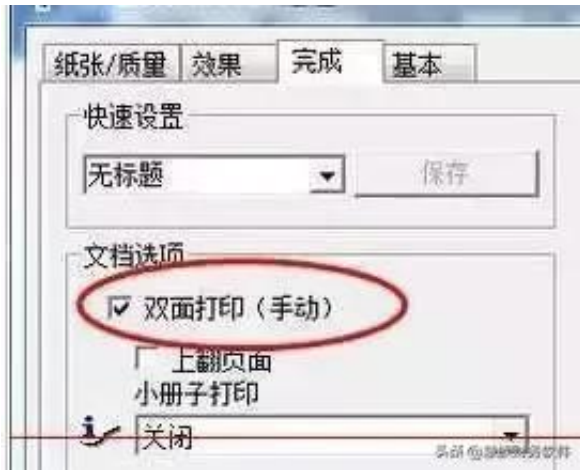 纸张/质量 效果 完成 基本
快速设置
无标题 保存
文档选项
双面打印（手动）
上翻页面
小册子打印
关闭